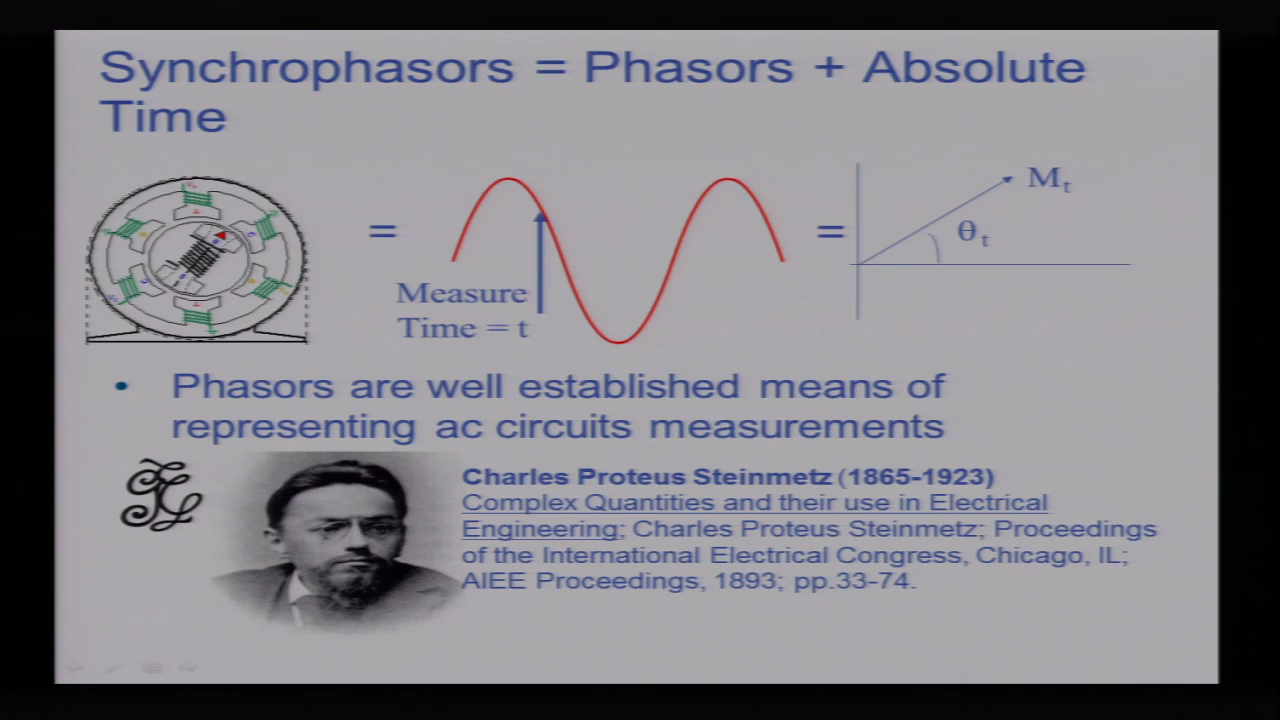 Synchrophasors = Phasors + Absolute
Time
=
=
M_t
θ_t
Measure
Time = t
• Phasors are well established means of
representing ac circuits measurements
Charles Proteus Steinmetz (1865-1923)
Complex Quantities and their use in Electrical
Engineering; Charles Proteus Steinmetz; Proceedings
of the International Electrical Congress, Chicago, IL;
AIEE Proceedings, 1893; pp.33-74.